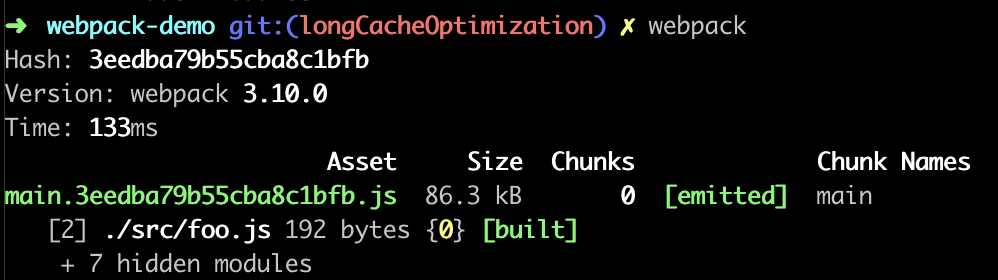 ➜ webpack-demo git:(longCacheOptimization) ✗ webpack
Hash: 3eedba79b55cba8c1bfb
Version: webpack 3.10.0
Time: 133ms
Asset Size Chunks Chunk Names
main.3eedba79b55cba8c1bfb.js 86.3 kB 0 [emitted] main
[2] ./src/foo.js 192 bytes {0} [built]
+ 7 hidden modules